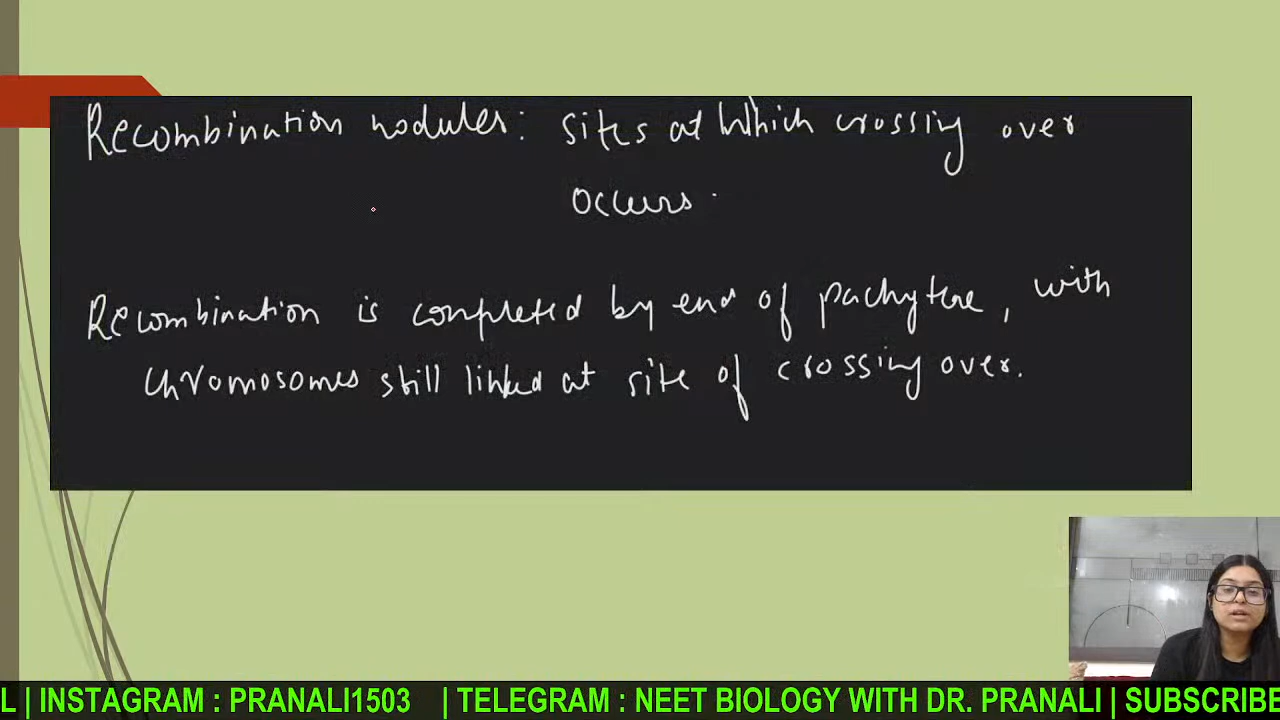 Recombination nodules: sites at which crossing over
occurs.
Recombination is completed by end of pachytene, with
chromosomes still linked at site of crossing over.
L | INSTAGRAM : PRANALI1503 | TELEGRAM : NEET BIOLOGY WITH DR. PRANALI | SUBSCRIBE